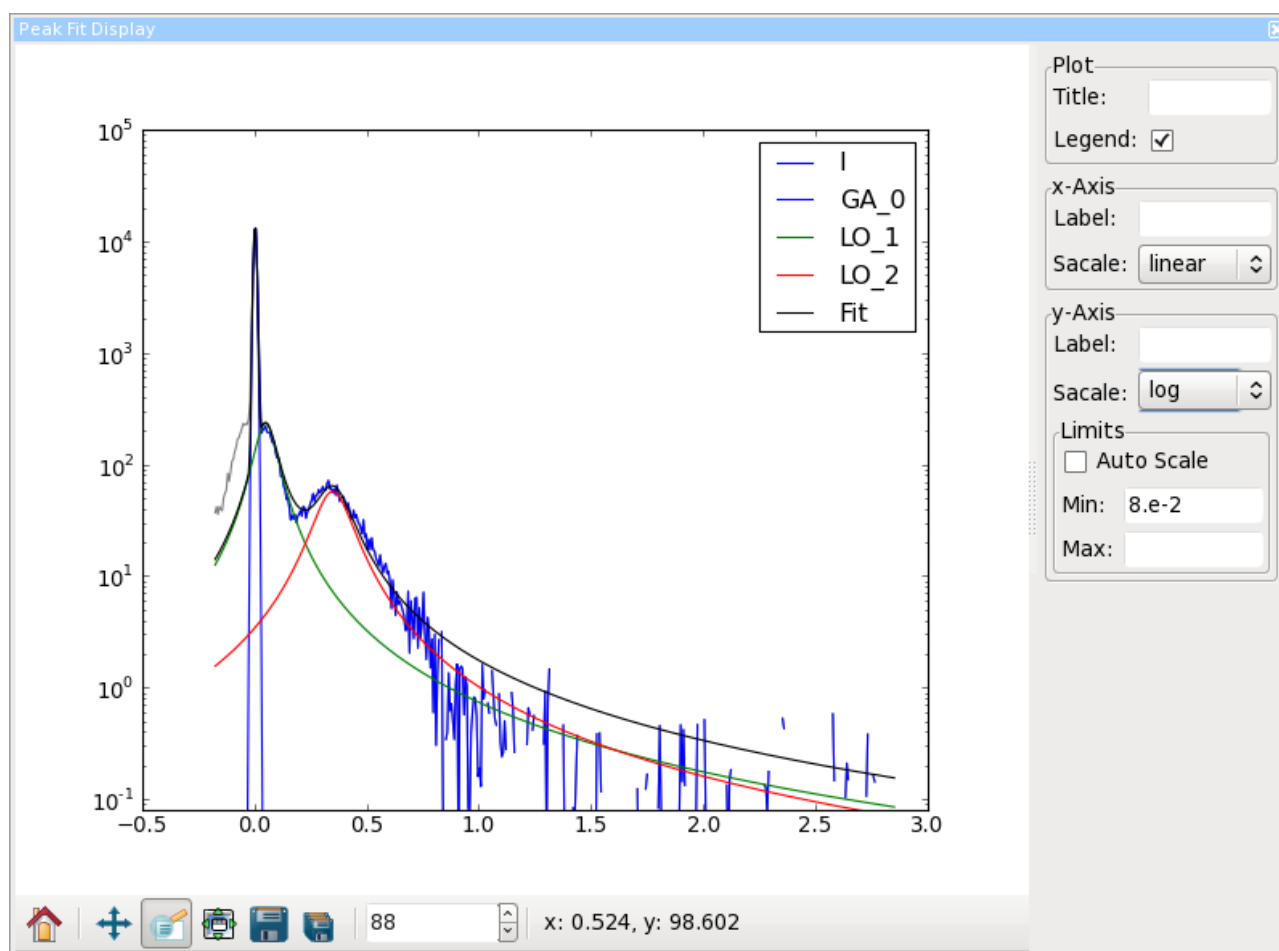 Peak Fit Display
Plot
Title:
Legend:
x-Axis
Label:
Sacale: linear
y-Axis
Label:
Sacale: log
Limits
Auto Scale
Min: 8.e-2
Max:
10^5
10^4
10^3
10^2
10^1
10^0
10^-1
−0.5 0.0 0.5 1.0 1.5 2.0 2.5 3.0
I
GA_0
LO_1
LO_2
Fit
88 x: 0.524, y: 98.602